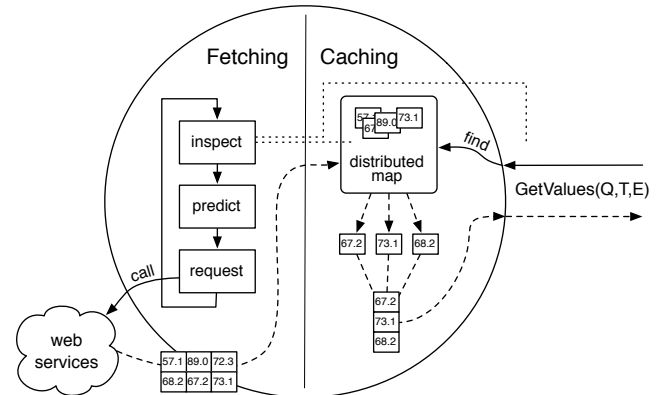 Fetching
Caching
inspect
predict
request
call
web
services
57.1 89.0 72.3
68.2 67.2 73.1
89.0 73.1
distributed
map
find
GetValues(Q,T,E)
67.2 73.1 68.2
67.2
73.1
68.2